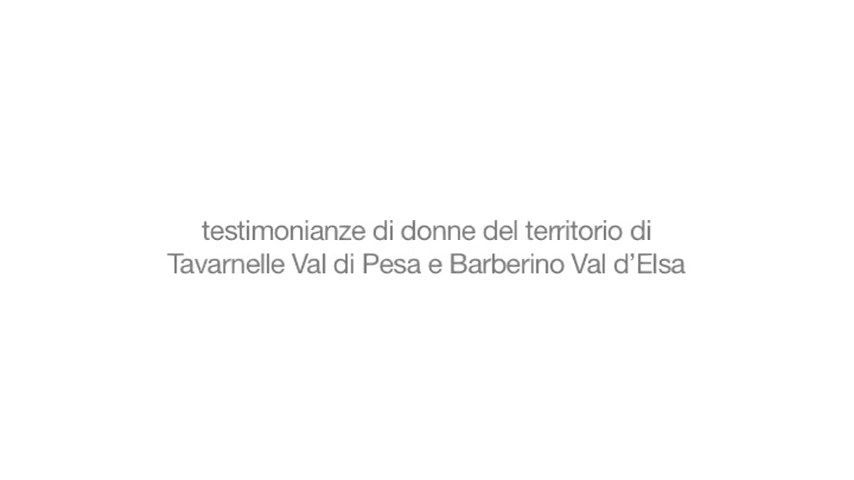 testimonianze di donne del territorio di
Tavarnelle Val di Pesa e Barberino Val d’Elsa